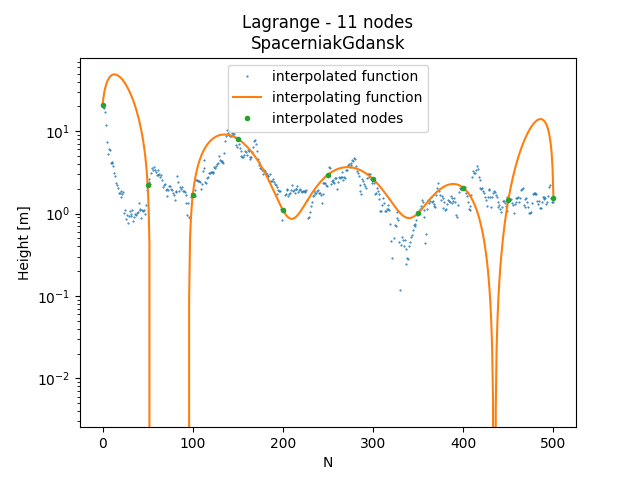 Lagrange - 11 nodes
SpacerniakGdansk
interpolated function
interpolating function
interpolated nodes
Height [m]
10¹
10⁰
10⁻¹
10⁻²
0 100 200 300 400 500
N